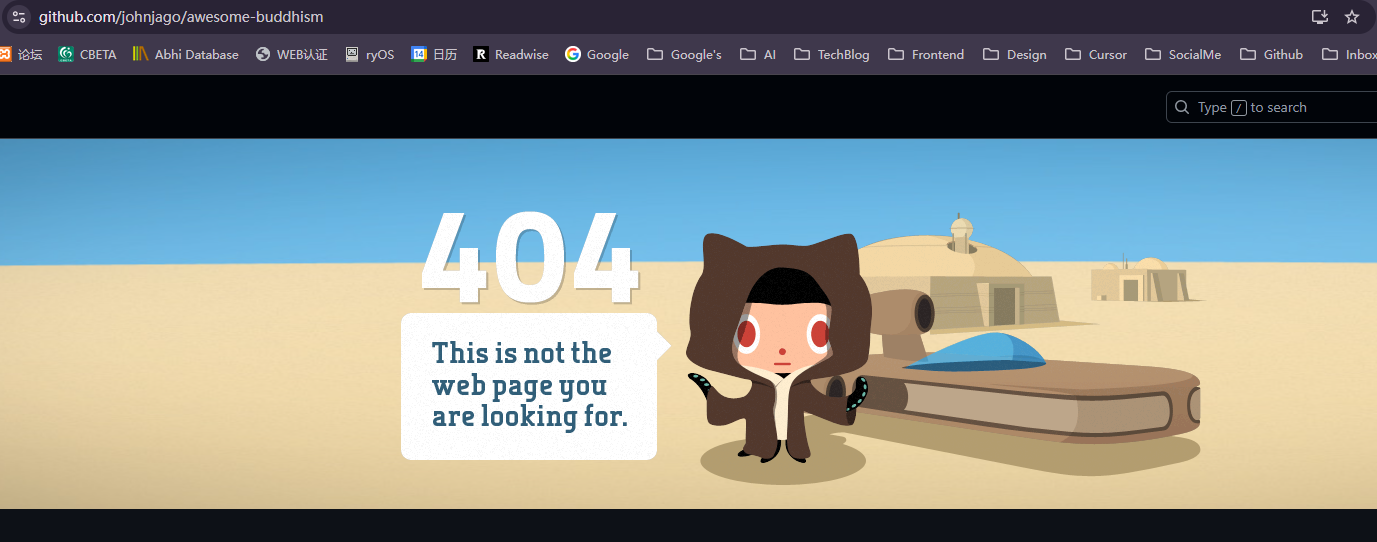 github.com/johnjago/awesome-buddhism
论坛 CBETA Abhi Database WEB认证 ryOS 14 日历 R Readwise G Google Google's AI TechBlog Frontend Design Cursor SocialMe Github Inbox
Type / to search
404
This is not the
web page you
are looking for.